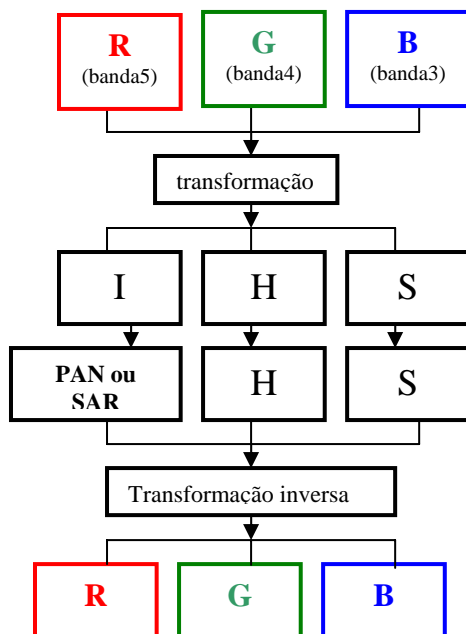 R G B
(banda5) (banda4) (banda3)
transformação
I H S
PAN ou
SAR
H S
Transformação inversa
R G B